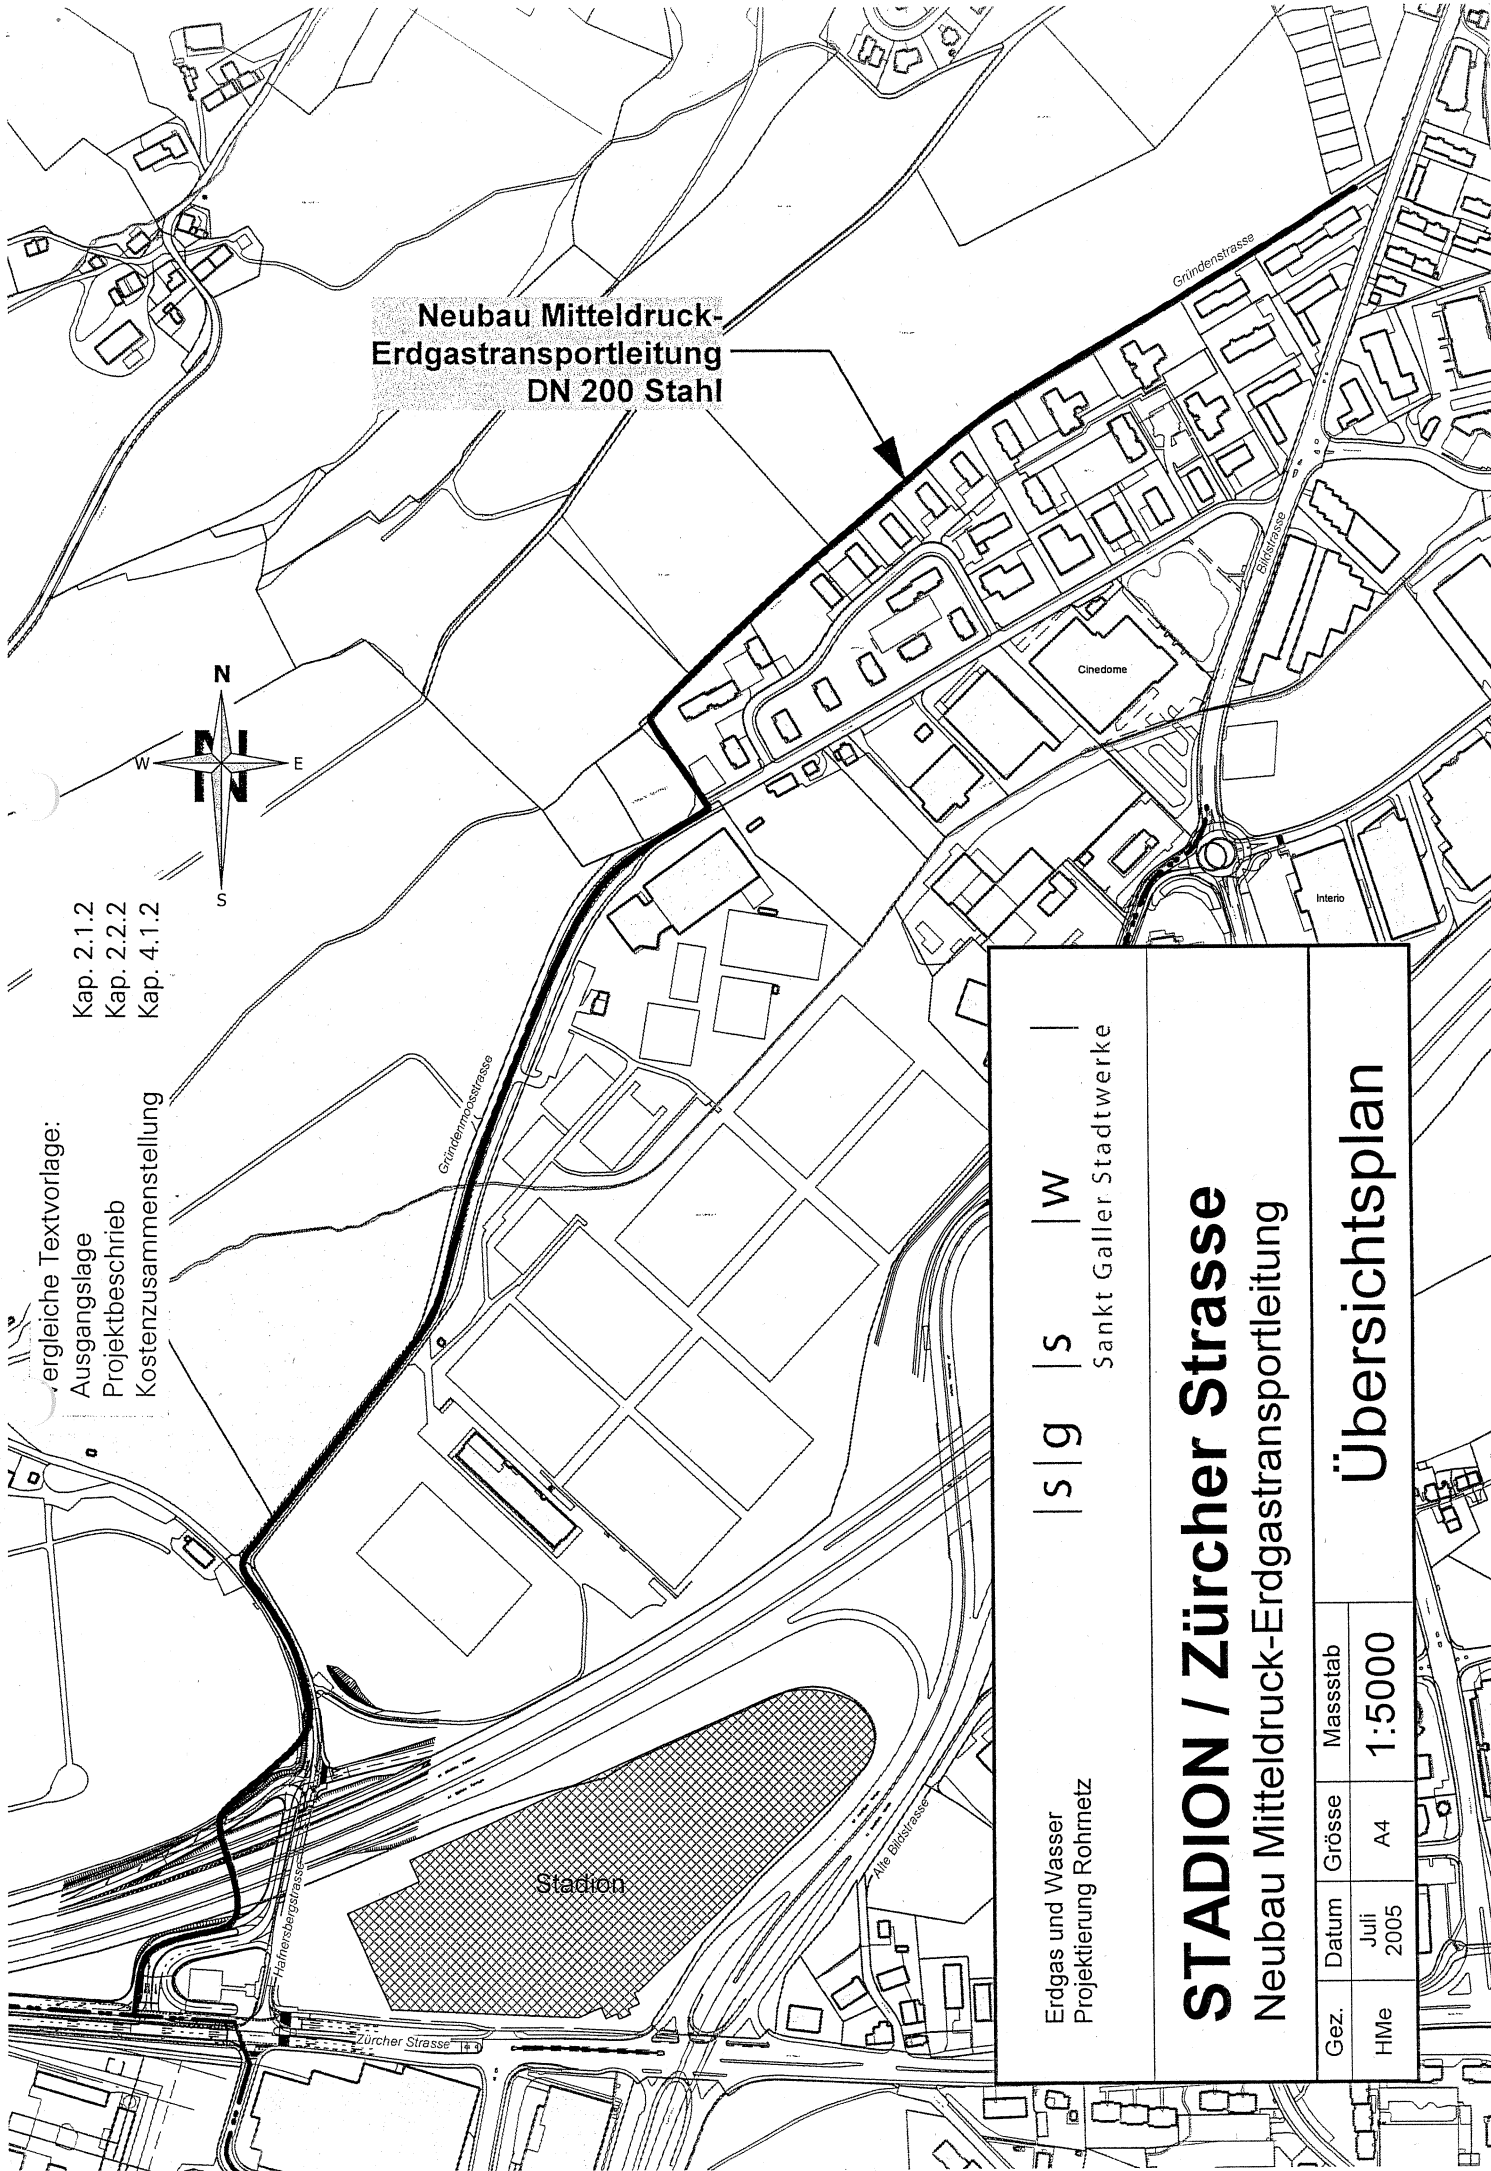 Neubau Mitteldruck-
Erdgastransportleitung
DN 200 Stahl
Gründenstrasse
Bildstrasse
Cinedome
Interio
N
W
E
S
Vergleiche Textvorlage:
Ausgangslage Kap. 2.1.2
Projektbeschrieb Kap. 2.2.2
Kostenzusammenstellung Kap. 4.1.2
Gründenmoosstrasse
Stadion
Hafnersbergstrasse
Zürcher Strasse
Alte Bildstrasse
|s|g |s |w |
Sankt Galler Stadtwerke
Erdgas und Wasser
Projektierung Rohrnetz
STADION / Zürcher Strasse
Neubau Mitteldruck-Erdgastransportleitung
Gez. Datum Grösse Massstab
HMe Juli 2005 A4 1:5000
Übersichtsplan